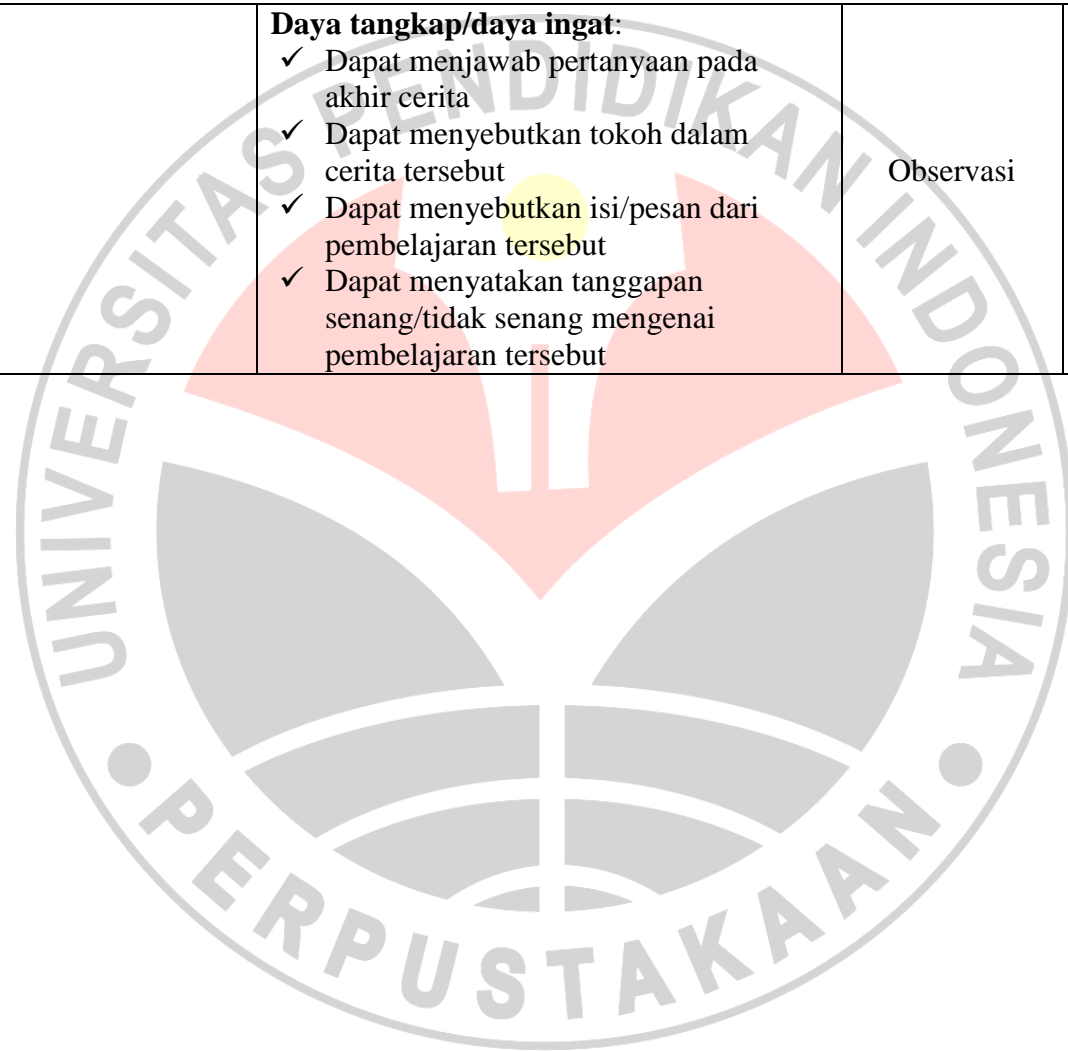 Daya tangkap/daya ingat:
✓ Dapat menjawab pertanyaan pada
akhir cerita
✓ Dapat menyebutkan tokoh dalam
cerita tersebut
Observasi
✓ Dapat menyebutkan isi/pesan dari
pembelajaran tersebut
✓ Dapat menyatakan tanggapan
senang/tidak senang mengenai
pembelajaran tersebut
UNIVERSITAS PENDIDIKAN INDONESIA
PERPUSTAKAAN